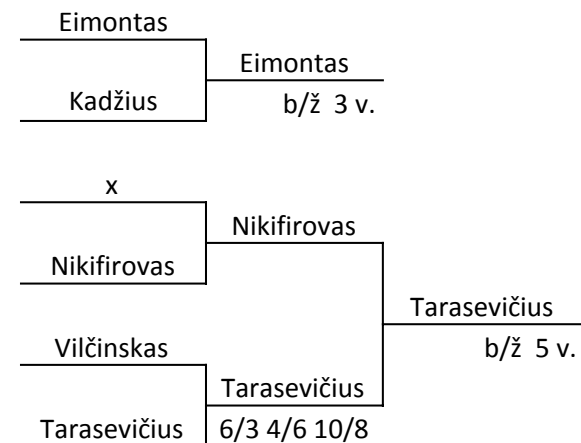 Eimontas
Eimontas
Kadžius
b/ž 3 v.
x
Nikifirovas
Nikifirovas
Tarasevičius
Vilčinskas
b/ž 5 v.
Tarasevičius
Tarasevičius
6/3 4/6 10/8